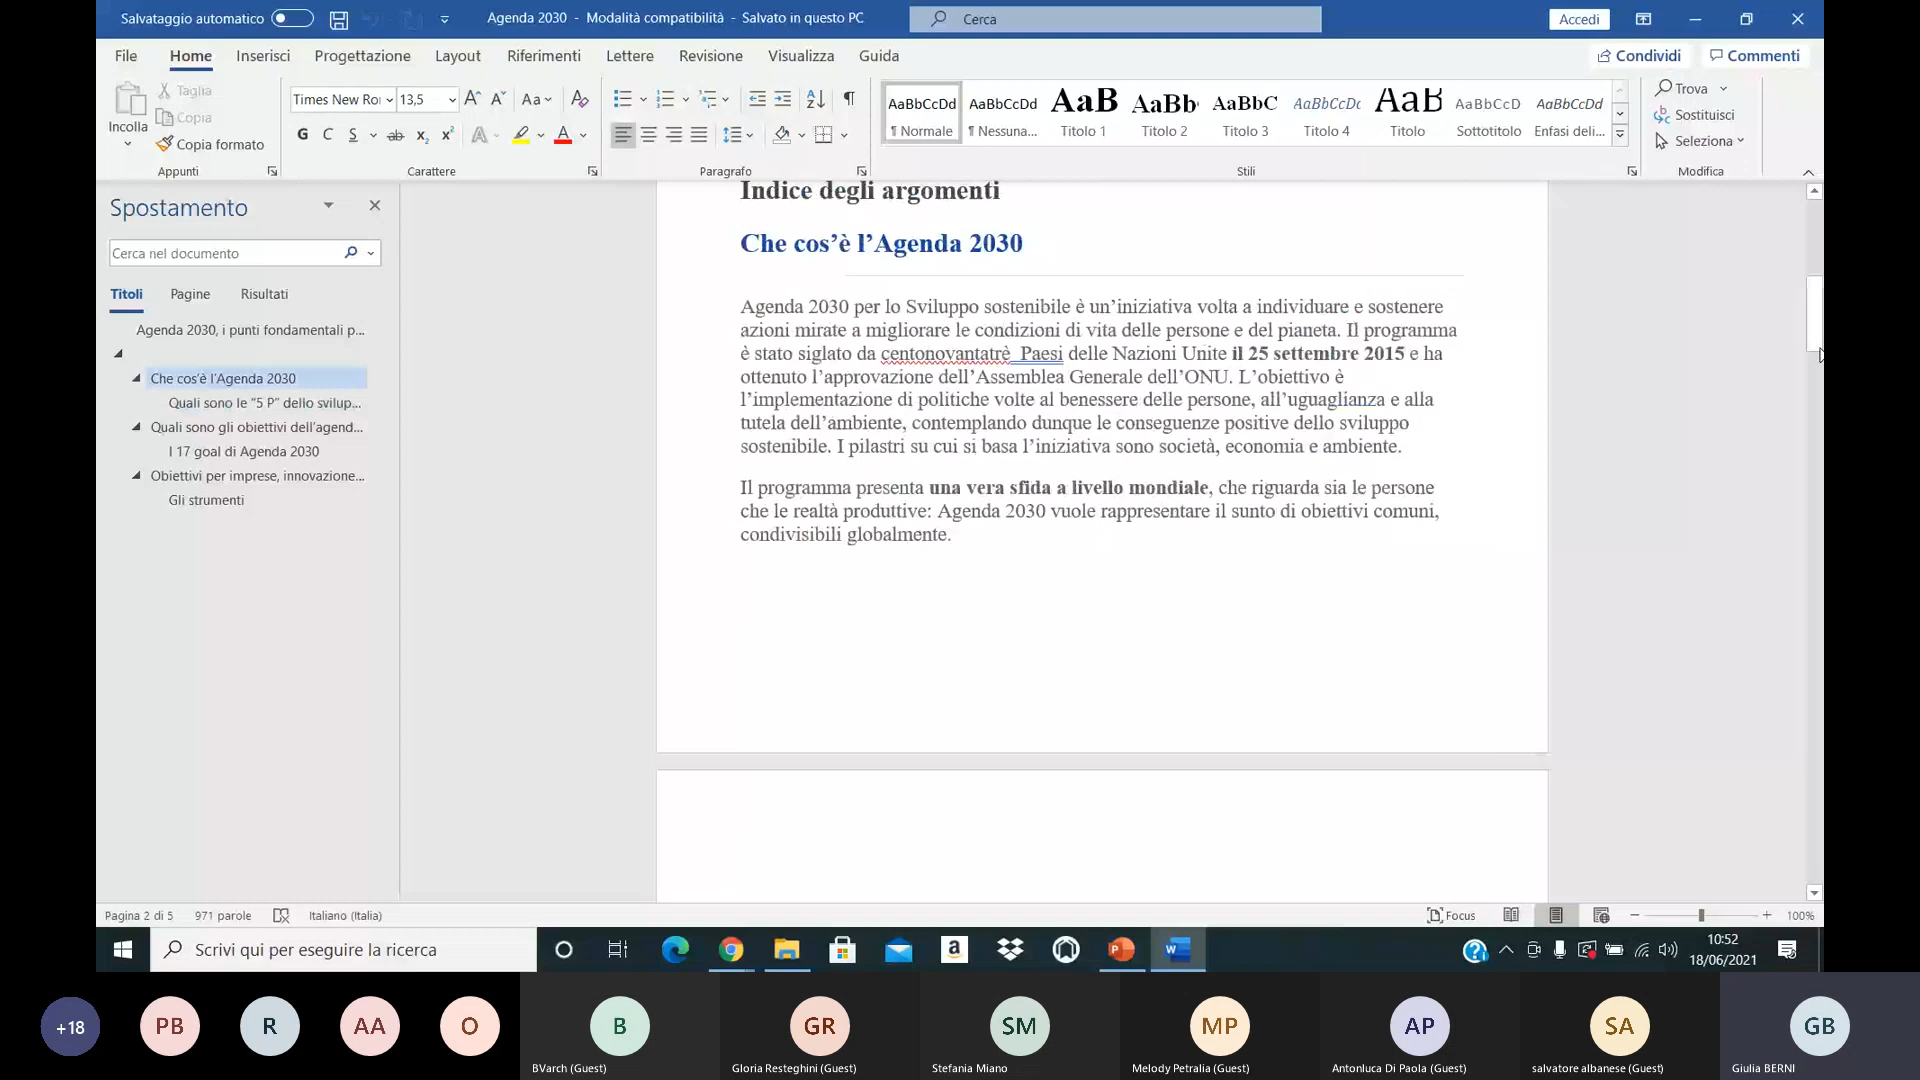 Salvataggio automatico
Agenda 2030 - Modalità compatibilità - Salvato in questo PC
Cerca
Accedi
File Home Inserisci Progettazione Layout Riferimenti Lettere Revisione Visualizza Guida
Condividi Commenti
Incolla
Taglia
Copia
Copia formato
Appunti
Times New Ro 13,5
Aa
G C S ab x₂ x² A A
Carattere
Paragrafo
AaBbCcDd AaBbCcDd AaB AaBb AaBbC AaBbCcDc AaB AaBbCcD AaBbCcDd
¶ Normale ¶ Nessuna... Titolo 1 Titolo 2 Titolo 3 Titolo 4 Titolo Sottotitolo Enfasi deli...
Stili
Trova
Sostituisci
Seleziona
Modifica
Spostamento
Cerca nel documento
Titoli Pagine Risultati
Agenda 2030, i punti fondamentali p...
Che cos'è l'Agenda 2030
Quali sono le "5 P" dello svilup...
Quali sono gli obiettivi dell'agend...
I 17 goal di Agenda 2030
Obiettivi per imprese, innovazione...
Gli strumenti
Indice degli argomenti
Che cos’è l’Agenda 2030
Agenda 2030 per lo Sviluppo sostenibile è un’iniziativa volta a individuare e sostenere
azioni mirate a migliorare le condizioni di vita delle persone e del pianeta. Il programma
è stato siglato da centonovantatrè Paesi delle Nazioni Unite il 25 settembre 2015 e ha
ottenuto l’approvazione dell’Assemblea Generale dell’ONU. L’obiettivo è
l’implementazione di politiche volte al benessere delle persone, all’uguaglianza e alla
tutela dell’ambiente, contemplando dunque le conseguenze positive dello sviluppo
sostenibile. I pilastri su cui si basa l’iniziativa sono società, economia e ambiente.
Il programma presenta una vera sfida a livello mondiale, che riguarda sia le persone
che le realtà produttive: Agenda 2030 vuole rappresentare il sunto di obiettivi comuni,
condivisibili globalmente.
Pagina 2 di 5 971 parole Italiano (Italia)
Focus
100%
Scrivi qui per eseguire la ricerca
10:52
18/06/2021
+18 PB R AA O B GR SM MP AP SA GB
BVarch (Guest) Gloria Resteghini (Guest) Stefania Miano Melody Petralia (Guest) Antonluca Di Paola (Guest) salvatore albanese (Guest) Giulia BERNI